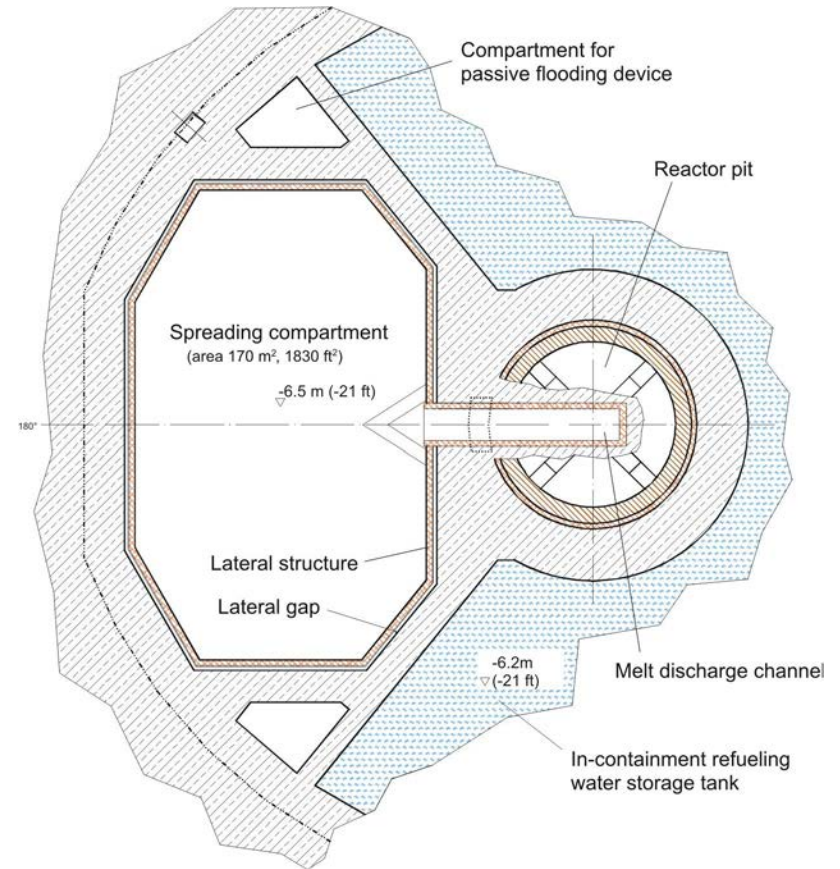 Compartment for
passive flooding device
Reactor pit
Spreading compartment
(area 170 m², 1830 ft²)
-6.5 m (-21 ft)
180°
Lateral structure
Lateral gap
-6.2m
(-21 ft)
Melt discharge channel
In-containment refueling
water storage tank